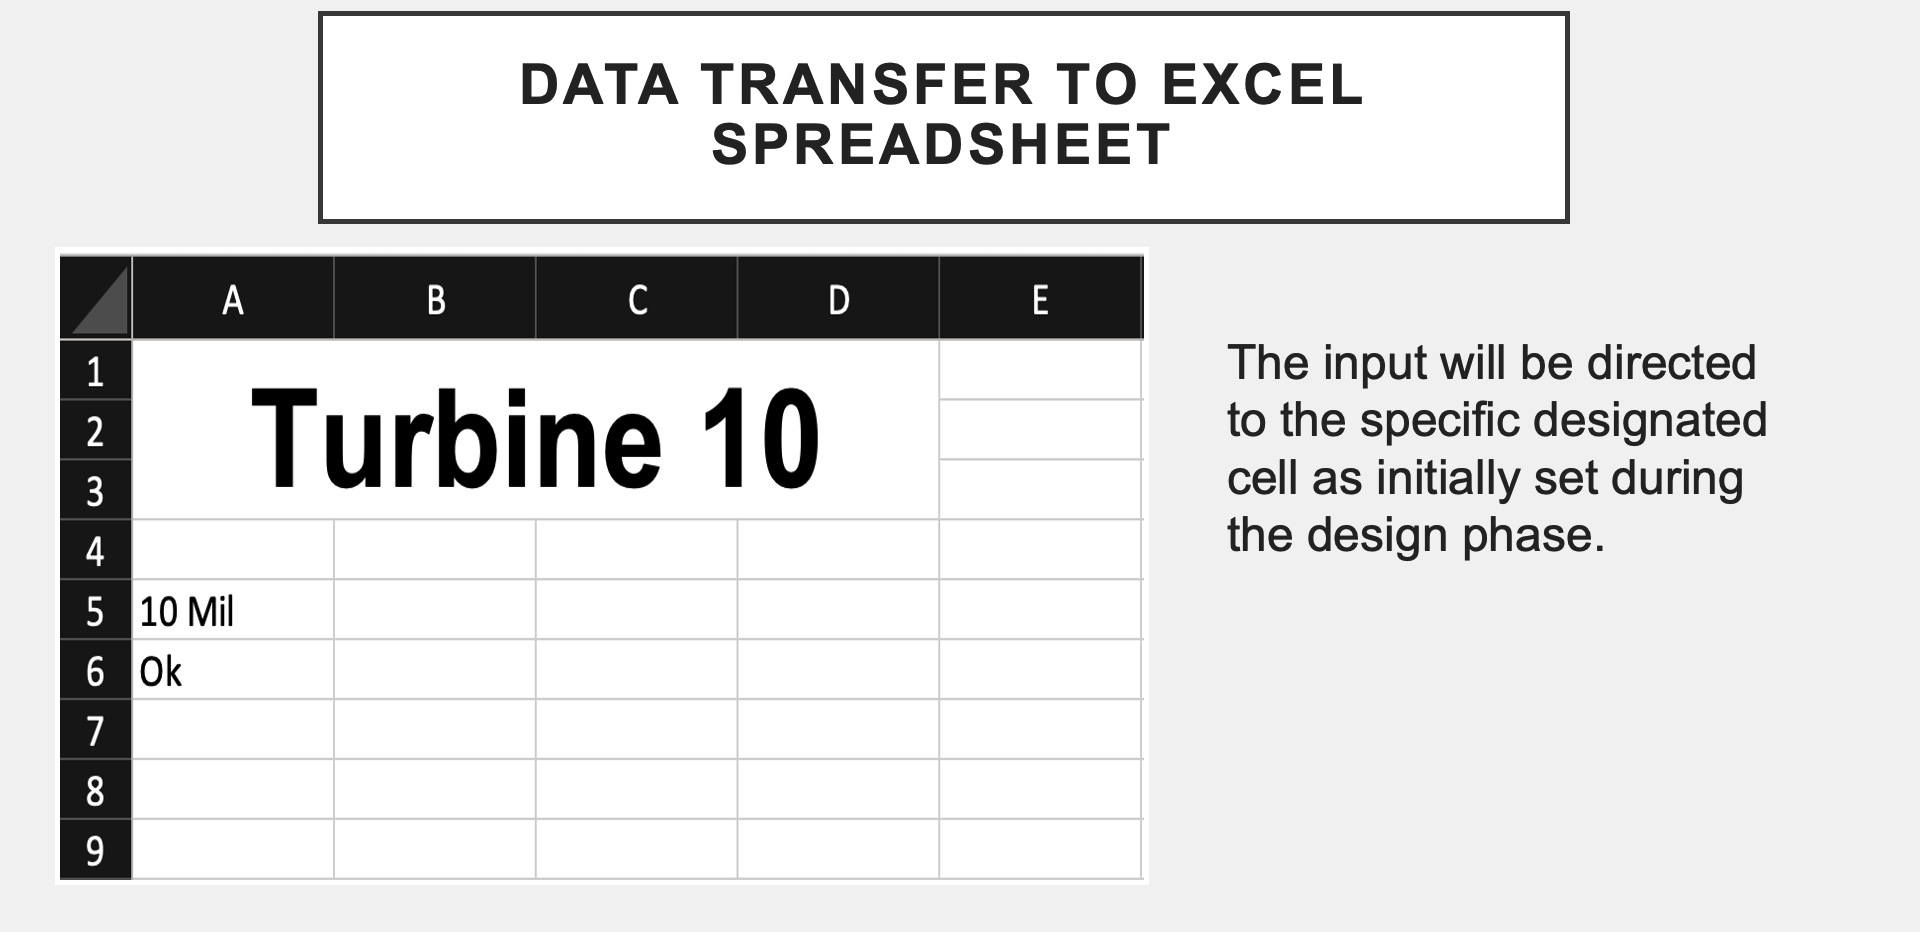 DATA TRANSFER TO EXCEL
SPREADSHEET
A B C D E
1
2
3
Turbine 10
4
5 10 Mil
6 Ok
7
8
9
The input will be directed
to the specific designated
cell as initially set during
the design phase.